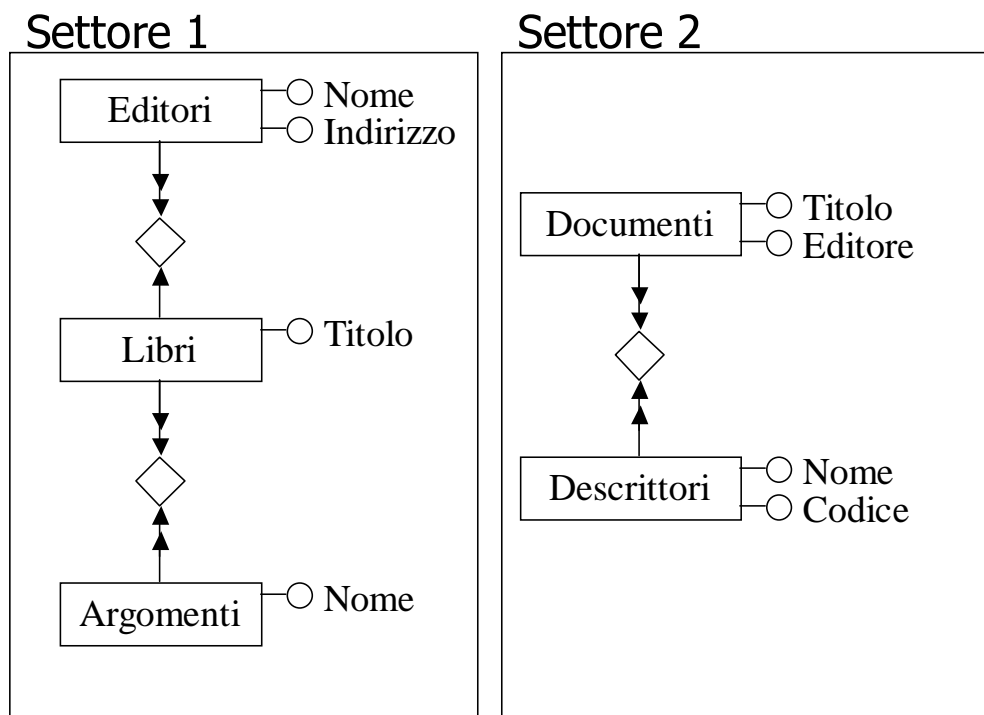 Settore 1
Editori
Nome
Indirizzo
Libri
Titolo
Argomenti
Nome
Settore 2
Documenti
Titolo
Editore
Descrittori
Nome
Codice